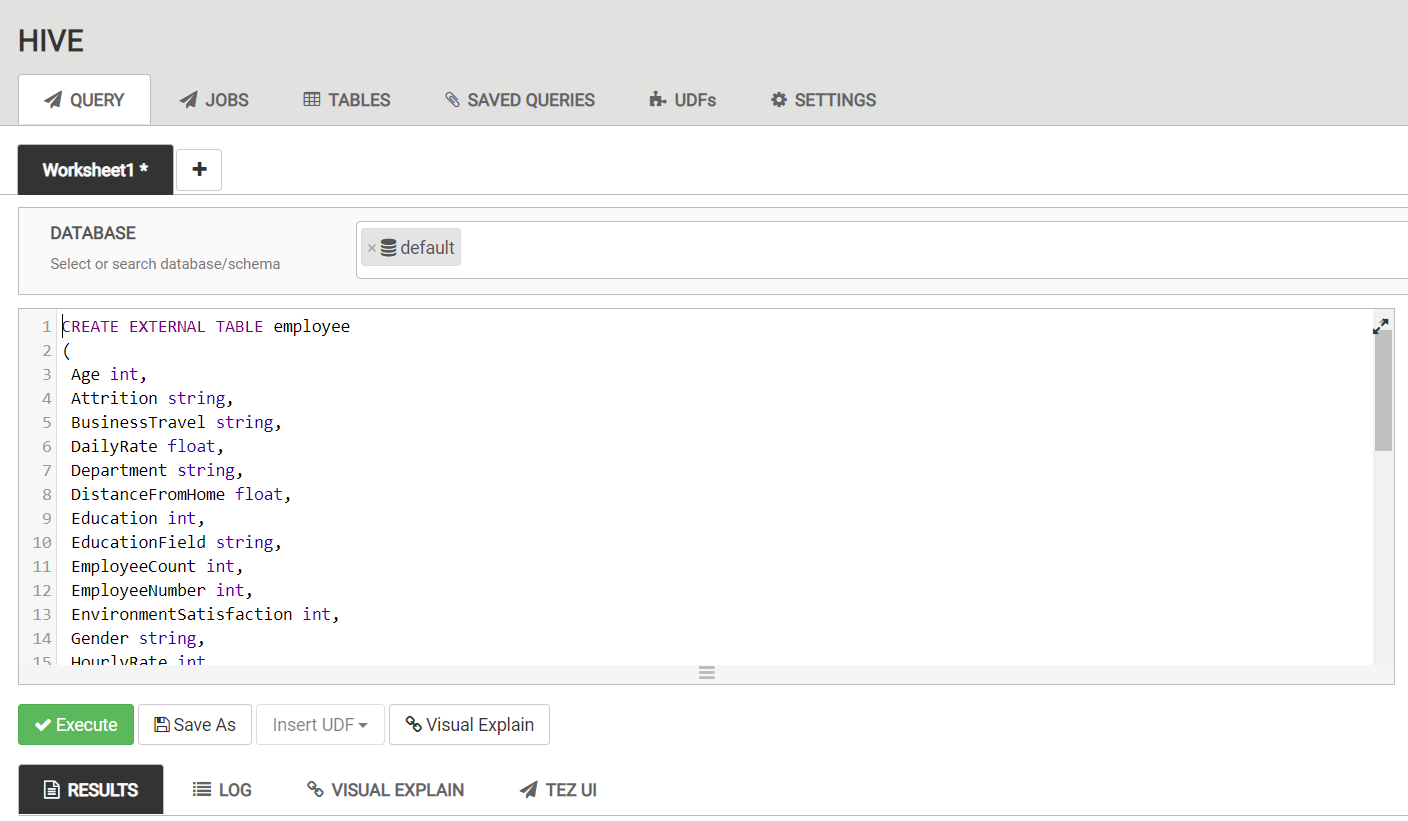 HIVE
QUERY JOBS TABLES SAVED QUERIES UDFs SETTINGS
Worksheet1 * +
DATABASE
Select or search database/schema
× default
1 CREATE EXTERNAL TABLE employee
2 (
3 Age int,
4 Attrition string,
5 BusinessTravel string,
6 DailyRate float,
7 Department string,
8 DistanceFromHome float,
9 Education int,
10 EducationField string,
11 EmployeeCount int,
12 EmployeeNumber int,
13 EnvironmentSatisfaction int,
14 Gender string,
15 HourlyRate int
Execute Save As Insert UDF Visual Explain
RESULTS LOG VISUAL EXPLAIN TEZ UI